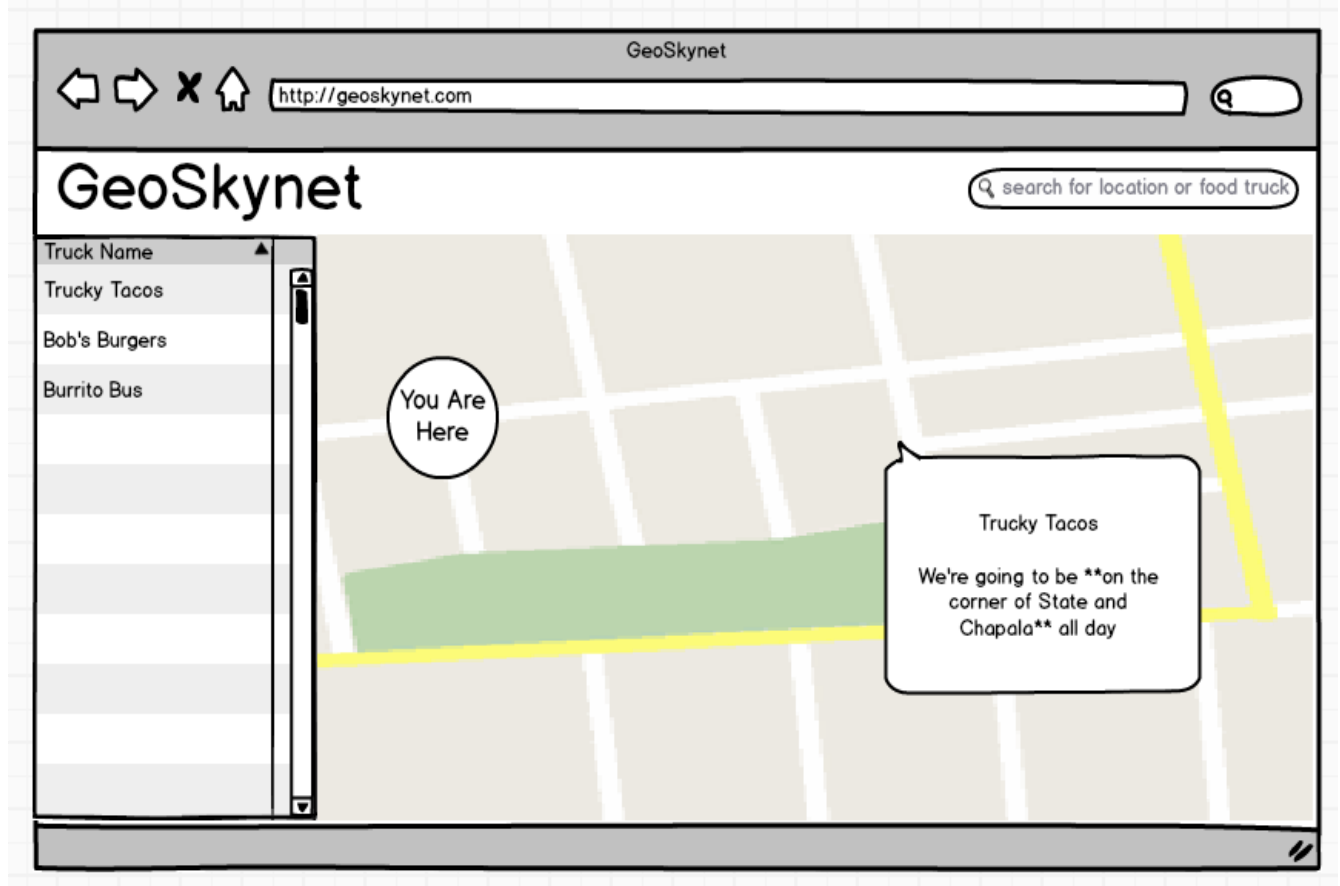 GeoSkynet
http://geoskynet.com
GeoSkynet
search for location or food truck
Truck Name
Trucky Tacos
Bob's Burgers
Burrito Bus
You Are
Here
Trucky Tacos
We're going to be **on the
corner of State and
Chapala** all day